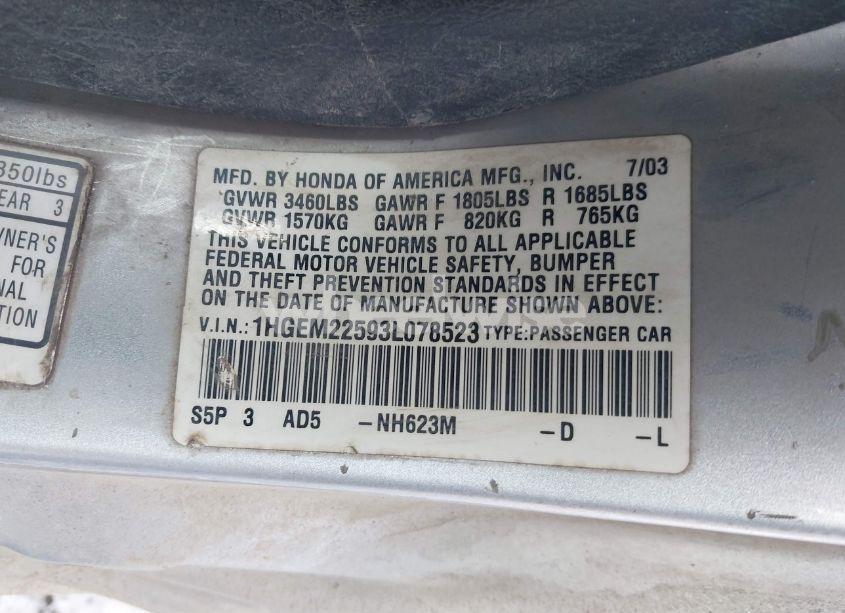 350lbs
EAR 3
WNER'S
FOR
NAL
TION
MFD. BY HONDA OF AMERICA MFG., INC. 7/03
GVWR 3460LBS GAWR F 1805LBS R 1685LBS
GVWR 1570KG GAWR F 820KG R 765KG
THIS VEHICLE CONFORMS TO ALL APPLICABLE
FEDERAL MOTOR VEHICLE SAFETY, BUMPER
AND THEFT PREVENTION STANDARDS IN EFFECT
ON THE DATE OF MANUFACTURE SHOWN ABOVE:
V.I.N.: 1HGEM22593L078523 TYPE:PASSENGER CAR
S5P 3 AD5 -NH623M -D -L